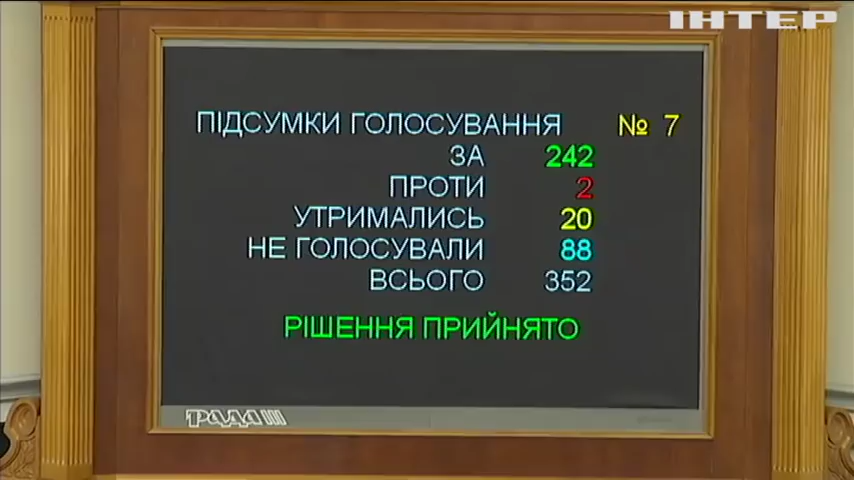 ІНТЕР
ПІДСУМКИ ГОЛОСУВАННЯ № 7
ЗА 242
ПРОТИ 2
УТРИМАЛИСЬ 20
НЕ ГОЛОСУВАЛИ 88
ВСЬОГО 352
РІШЕННЯ ПРИЙНЯТО
РАДА III